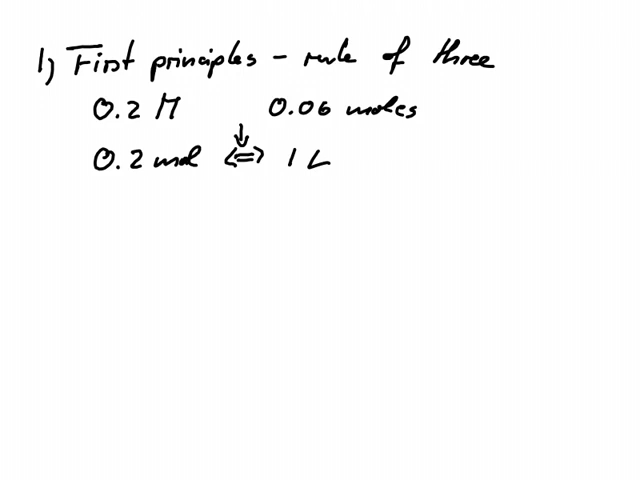 1) First principles - rule of three
0.2 M 0.06 moles
↓
0.2 mol <=> 1 L